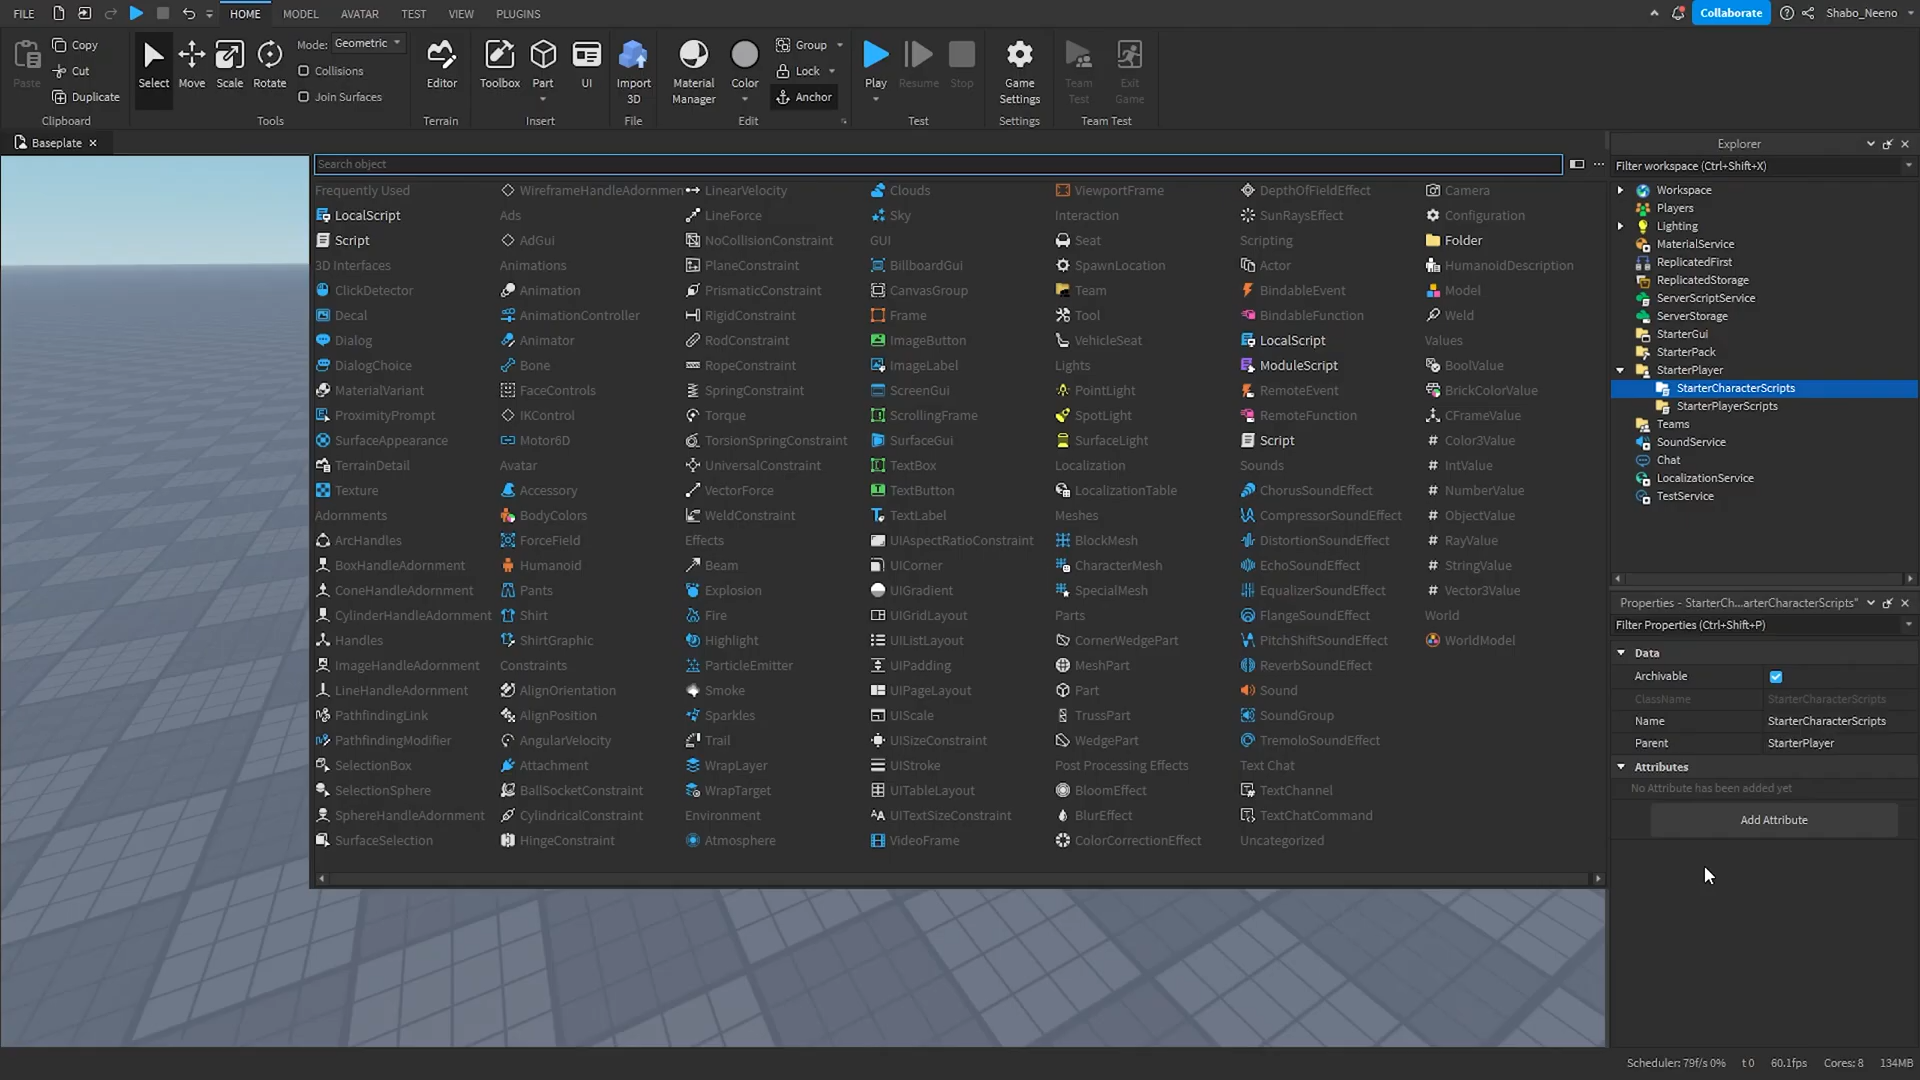 FILE HOME MODEL AVATAR TEST VIEW PLUGINS Collaborate Shabo_Neeno
Paste Copy Cut Duplicate Clipboard
Select Move Scale Rotate Mode: Geometric Collisions Join Surfaces Tools
Editor Terrain
Toolbox Part UI Insert
Import 3D File
Material Manager Color Group Lock Anchor Edit
Play Resume Stop Test
Game Settings Settings
Team Test Exit Game Team Test
Baseplate
Search object
Frequently Used
LocalScript
Script
3D Interfaces
ClickDetector
Decal
Dialog
DialogChoice
MaterialVariant
ProximityPrompt
SurfaceAppearance
TerrainDetail
Texture
Adornments
ArcHandles
BoxHandleAdornment
ConeHandleAdornment
CylinderHandleAdornment
Handles
ImageHandleAdornment
LineHandleAdornment
PathfindingLink
PathfindingModifier
SelectionBox
SelectionSphere
SphereHandleAdornment
SurfaceSelection
WireframeHandleAdornmen
Ads
AdGui
Animations
Animation
AnimationController
Animator
Bone
FaceControls
IKControl
Motor6D
Avatar
Accessory
BodyColors
ForceField
Humanoid
Pants
Shirt
ShirtGraphic
Constraints
AlignOrientation
AlignPosition
AngularVelocity
Attachment
BallSocketConstraint
CylindricalConstraint
HingeConstraint
LinearVelocity
LineForce
NoCollisionConstraint
PlaneConstraint
PrismaticConstraint
RigidConstraint
RodConstraint
RopeConstraint
SpringConstraint
Torque
TorsionSpringConstraint
UniversalConstraint
VectorForce
WeldConstraint
Effects
Beam
Explosion
Fire
Highlight
ParticleEmitter
Smoke
Sparkles
Trail
WrapLayer
WrapTarget
Environment
Atmosphere
Clouds
Sky
GUI
BillboardGui
CanvasGroup
Frame
ImageButton
ImageLabel
ScreenGui
ScrollingFrame
SurfaceGui
TextBox
TextButton
TextLabel
UIAspectRatioConstraint
UICorner
UIGradient
UIGridLayout
UIListLayout
UIPadding
UIPageLayout
UIScale
UISizeConstraint
UIStroke
UITableLayout
UITextSizeConstraint
VideoFrame
ViewportFrame
Interaction
Seat
SpawnLocation
Team
Tool
VehicleSeat
Lights
PointLight
SpotLight
SurfaceLight
Localization
LocalizationTable
Meshes
BlockMesh
CharacterMesh
SpecialMesh
Parts
CornerWedgePart
MeshPart
Part
TrussPart
WedgePart
Post Processing Effects
BloomEffect
BlurEffect
ColorCorrectionEffect
DepthOfFieldEffect
SunRaysEffect
Scripting
Actor
BindableEvent
BindableFunction
LocalScript
ModuleScript
RemoteEvent
RemoteFunction
Script
Sounds
ChorusSoundEffect
CompressorSoundEffect
DistortionSoundEffect
EchoSoundEffect
EqualizerSoundEffect
FlangeSoundEffect
PitchShiftSoundEffect
ReverbSoundEffect
Sound
SoundGroup
TremoloSoundEffect
Text Chat
TextChannel
TextChatCommand
Uncategorized
Camera
Configuration
Folder
HumanoidDescription
Model
Weld
Values
BoolValue
BrickColorValue
CFrameValue
Color3Value
IntValue
NumberValue
ObjectValue
RayValue
StringValue
Vector3Value
World
WorldModel
Explorer
Filter workspace (Ctrl+Shift+X)
Workspace
Players
Lighting
MaterialService
ReplicatedFirst
ReplicatedStorage
ServerScriptService
ServerStorage
StarterGui
StarterPack
StarterPlayer
StarterCharacterScripts
StarterPlayerScripts
Teams
SoundService
Chat
LocalizationService
TestService
Properties - StarterCh...arterCharacterScripts"
Filter Properties (Ctrl+Shift+P)
Data
Archivable
ClassName StarterCharacterScripts
Name StarterCharacterScripts
Parent StarterPlayer
Attributes
No Attribute has been added yet
Add Attribute
Scheduler: 79f/s 0% t 0 60.1fps Cores: 8 134MB